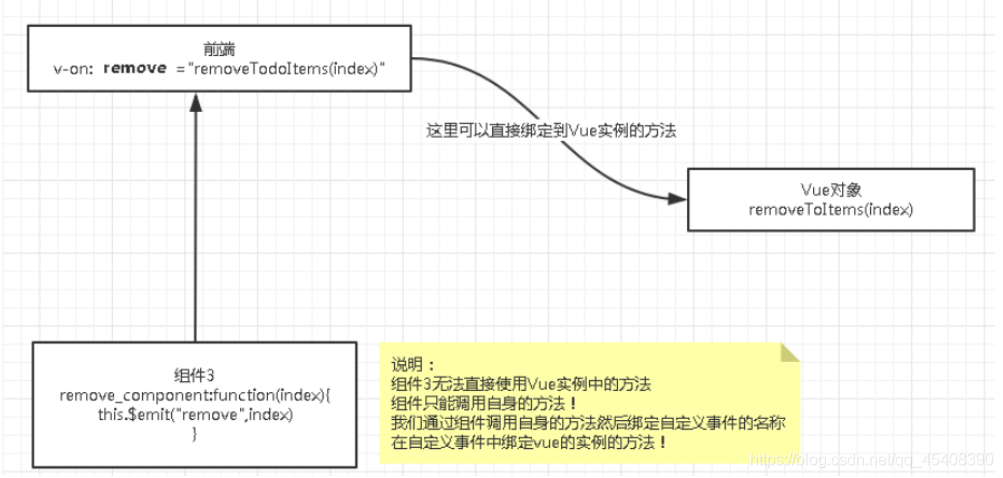 前端
v-on: remove ="removeTodoItems(index)"
这里可以直接绑定到Vue实例的方法
Vue对象
removeToItems(index)
组件3
remove_component:function(index){
this.$emit("remove",index)
}
说明：
组件3无法直接使用Vue实例中的方法
组件只能调用自身的方法！
我们通过组件调用自身的方法然后绑定自定义事件的名称
在自定义事件中绑定vue的实例的方法！
https://blog.csdn.net/qq_45408390